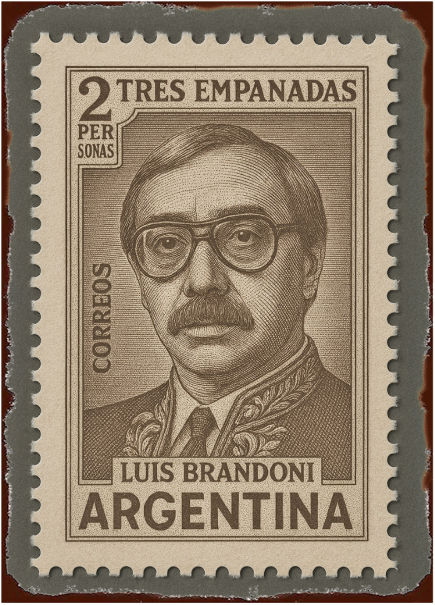 2 TRES EMPANADAS
PER
SONAS
CORREOS
LUIS BRANDONI
ARGENTINA